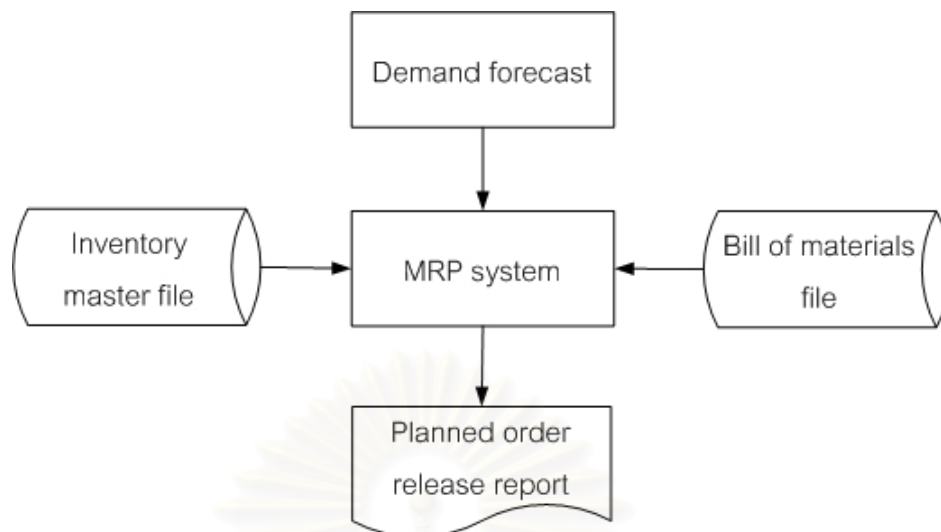 Demand forecast
Inventory
master file
MRP system
Bill of materials
file
Planned order
release report